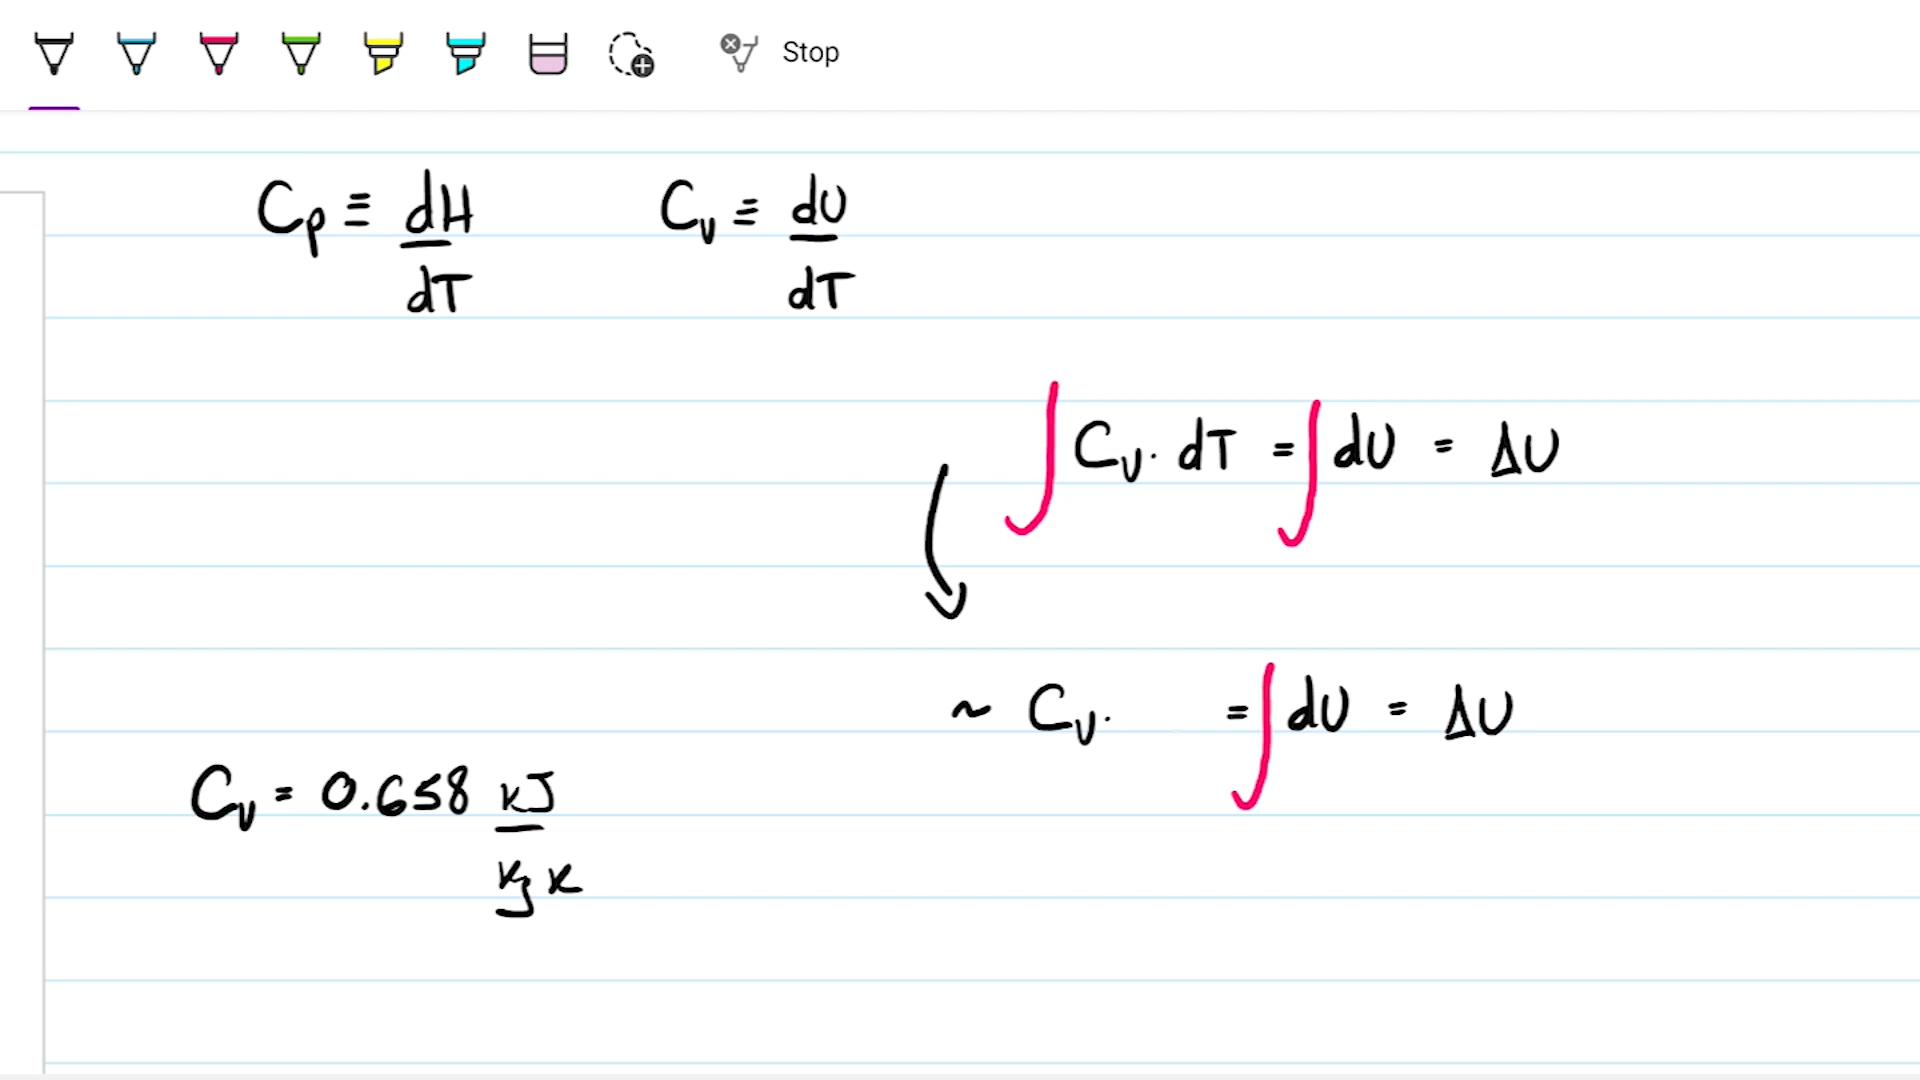 Stop
Cp ≡ dH/dT Cv ≡ dU/dT
∫ Cv · dT = ∫ dU = ΔU
~ Cv · = ∫ dU = ΔU
Cv = 0.658 kJ/kg K